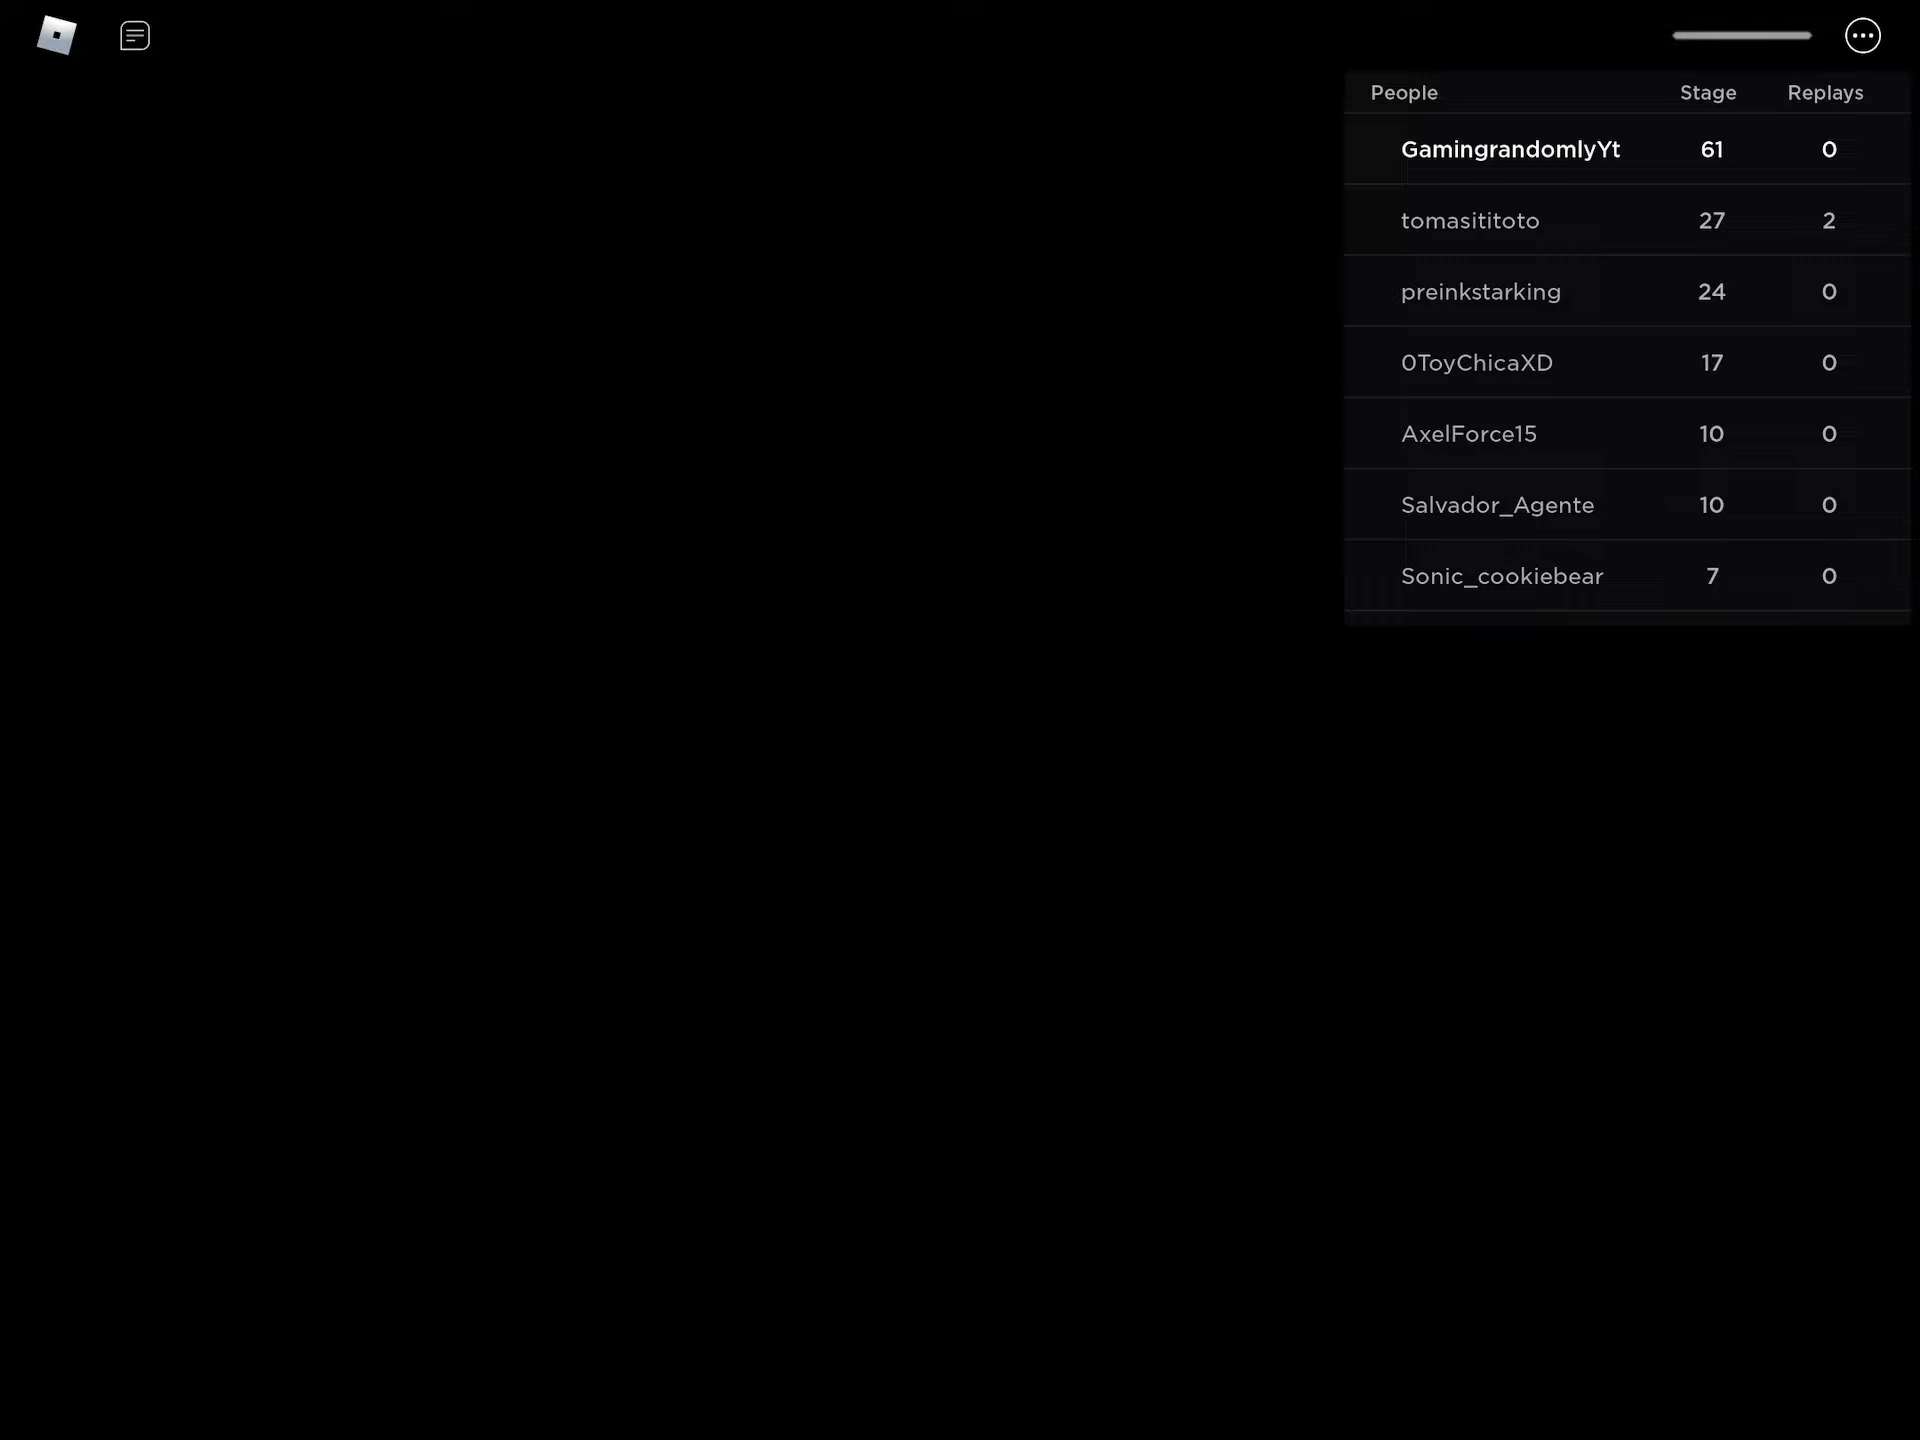 People Stage Replays
GamingrandomlyYt 61 0
tomasititoto 27 2
preinkstarking 24 0
0ToyChicaXD 17 0
AxelForce15 10 0
Salvador_Agente 10 0
Sonic_cookiebear 7 0